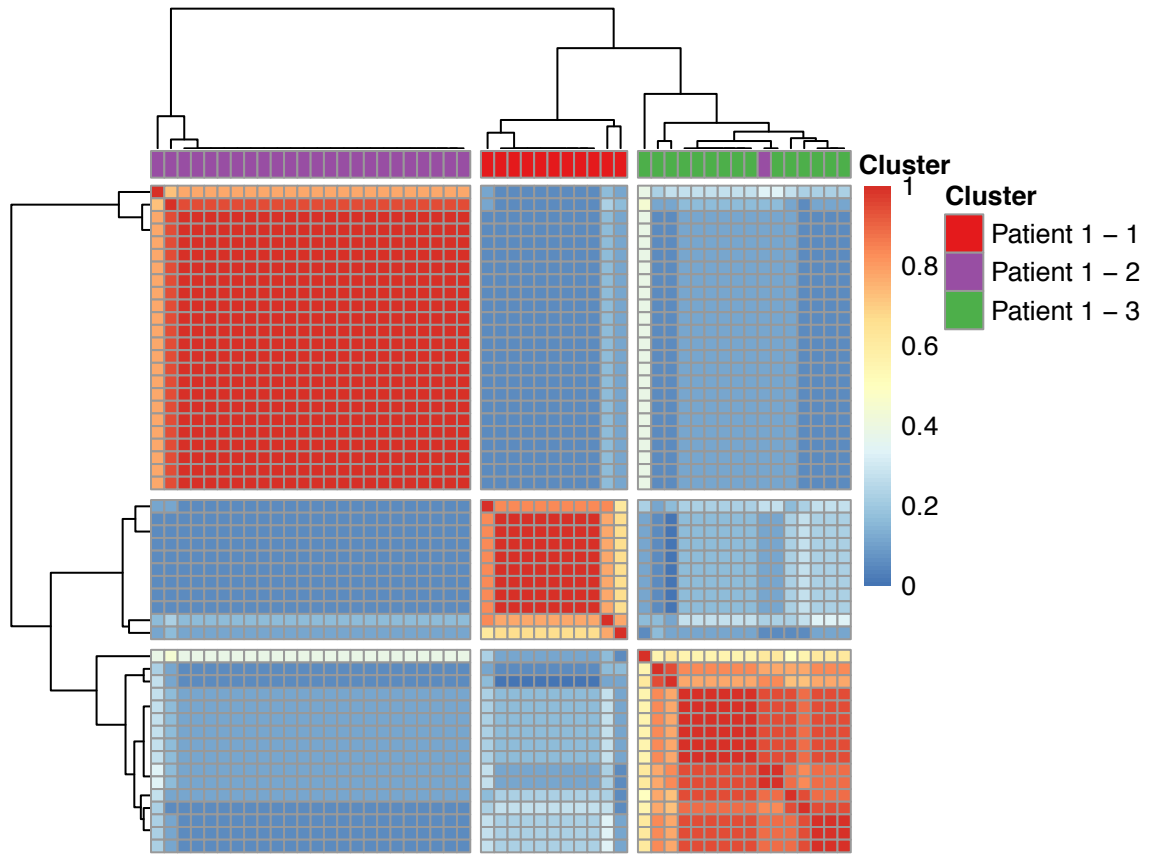 Cluster
1
0.8
0.6
0.4
0.2
0
Cluster
Patient 1 − 1
Patient 1 − 2
Patient 1 − 3